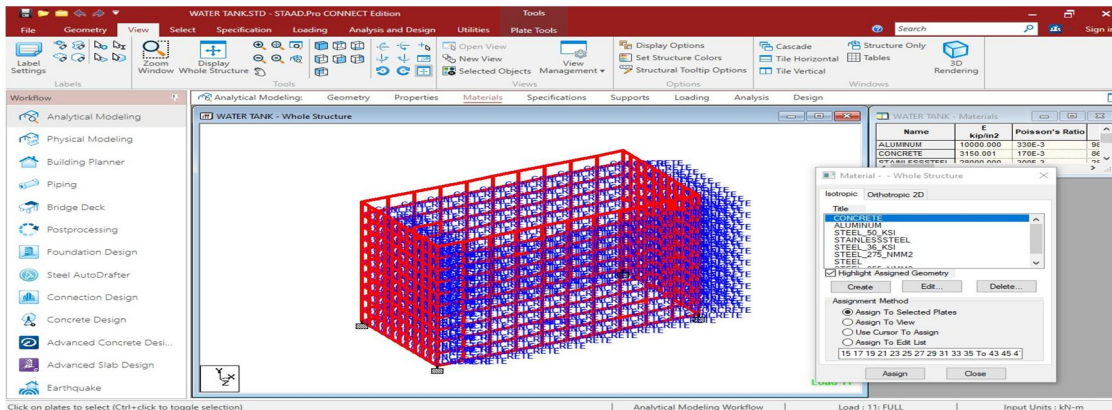 WATER TANK.STD - STAAD.Pro CONNECT Edition
Tools
File Geometry View Select Specification Loading Analysis and Design Utilities Plate Tools
Search
Sign in
Label Settings
Zoom Window
Display Whole Structure
Open View
New View
Selected Objects
View Management
Display Options
Set Structure Colors
Structural Tooltip Options
Cascade
Tile Horizontal
Tile Vertical
Structure Only
Tables
3D Rendering
Labels Tools Views Options Windows
Workflow
Analytical Modeling: Geometry Properties Materials Specifications Supports Loading Analysis Design
Analytical Modeling
Physical Modeling
Building Planner
Piping
Bridge Deck
Postprocessing
Foundation Design
Steel AutoDrafter
Connection Design
Concrete Design
Advanced Concrete Desi...
Advanced Slab Design
Earthquake
WATER TANK - Whole Structure
CONCRETE
Y
X
Z
Load 11
WATER TANK - Materials
Name E kip/in2 Poisson's Ratio
ALUMINUM 10000.000 330E-3
CONCRETE 3150.001 170E-3
Material - - Whole Structure
Isotropic Orthotropic 2D
Title
CONCRETE
ALUMINUM
STEEL_50_KSI
STAINLESSSTEEL
STEEL_36_KSI
STEEL_275_NMM2
STEEL
Highlight Assigned Geometry
Create Edit... Delete...
Assignment Method
Assign To Selected Plates
Assign To View
Use Cursor To Assign
Assign To Edit List
15 17 19 21 23 25 27 29 31 33 35 To 43 45 4
Assign Close
Click on plates to select (Ctrl+click to toggle selection)
Analytical Modeling Workflow
Load : 11: FULL
Input Units : kN-m